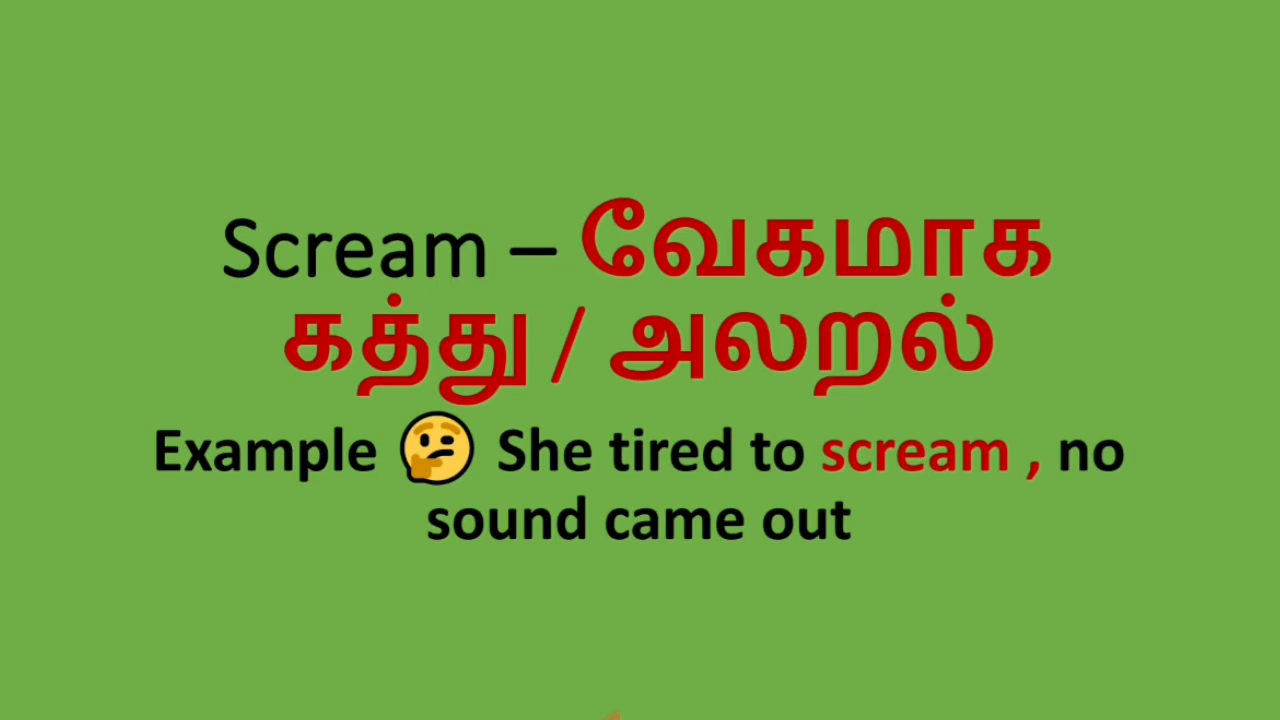 Scream – வேகமாக
கத்து / அலறல்
Example 🤔 She tired to scream , no
sound came out